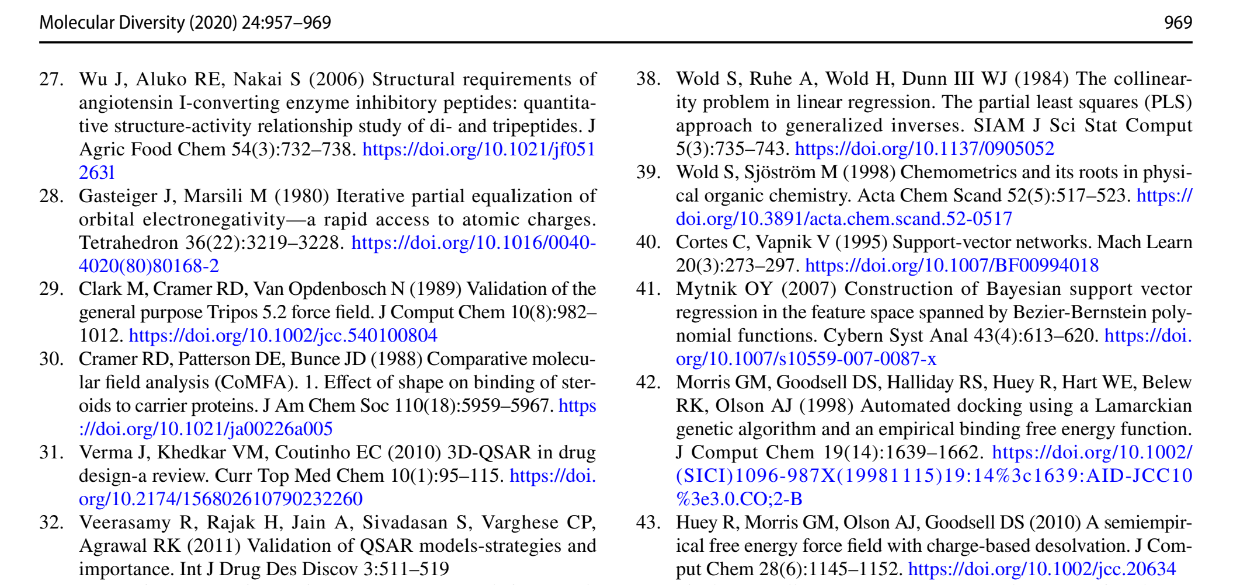 Molecular Diversity (2020) 24:957–969
969
27. Wu J, Aluko RE, Nakai S (2006) Structural requirements of
angiotensin I-converting enzyme inhibitory peptides: quantita-
tive structure-activity relationship study of di- and tripeptides. J
Agric Food Chem 54(3):732–738. https://doi.org/10.1021/jf051
263l
28. Gasteiger J, Marsili M (1980) Iterative partial equalization of
orbital electronegativity—a rapid access to atomic charges.
Tetrahedron 36(22):3219–3228. https://doi.org/10.1016/0040-
4020(80)80168-2
29. Clark M, Cramer RD, Van Opdenbosch N (1989) Validation of the
general purpose Tripos 5.2 force field. J Comput Chem 10(8):982–
1012. https://doi.org/10.1002/jcc.540100804
30. Cramer RD, Patterson DE, Bunce JD (1988) Comparative molecu-
lar field analysis (CoMFA). 1. Effect of shape on binding of ster-
oids to carrier proteins. J Am Chem Soc 110(18):5959–5967. https
://doi.org/10.1021/ja00226a005
31. Verma J, Khedkar VM, Coutinho EC (2010) 3D-QSAR in drug
design-a review. Curr Top Med Chem 10(1):95–115. https://doi.
org/10.2174/156802610790232260
32. Veerasamy R, Rajak H, Jain A, Sivadasan S, Varghese CP,
Agrawal RK (2011) Validation of QSAR models-strategies and
importance. Int J Drug Des Discov 3:511–519
38. Wold S, Ruhe A, Wold H, Dunn III WJ (1984) The collinear-
ity problem in linear regression. The partial least squares (PLS)
approach to generalized inverses. SIAM J Sci Stat Comput
5(3):735–743. https://doi.org/10.1137/0905052
39. Wold S, Sjöström M (1998) Chemometrics and its roots in physi-
cal organic chemistry. Acta Chem Scand 52(5):517–523. https://
doi.org/10.3891/acta.chem.scand.52-0517
40. Cortes C, Vapnik V (1995) Support-vector networks. Mach Learn
20(3):273–297. https://doi.org/10.1007/BF00994018
41. Mytnik OY (2007) Construction of Bayesian support vector
regression in the feature space spanned by Bezier-Bernstein poly-
nomial functions. Cybern Syst Anal 43(4):613–620. https://doi.
org/10.1007/s10559-007-0087-x
42. Morris GM, Goodsell DS, Halliday RS, Huey R, Hart WE, Belew
RK, Olson AJ (1998) Automated docking using a Lamarckian
genetic algorithm and an empirical binding free energy function.
J Comput Chem 19(14):1639–1662. https://doi.org/10.1002/
(SICI)1096-987X(19981115)19:14%3c1639:AID-JCC10
%3e3.0.CO;2-B
43. Huey R, Morris GM, Olson AJ, Goodsell DS (2010) A semiempir-
ical free energy force field with charge-based desolvation. J Com-
put Chem 28(6):1145–1152. https://doi.org/10.1002/jcc.20634